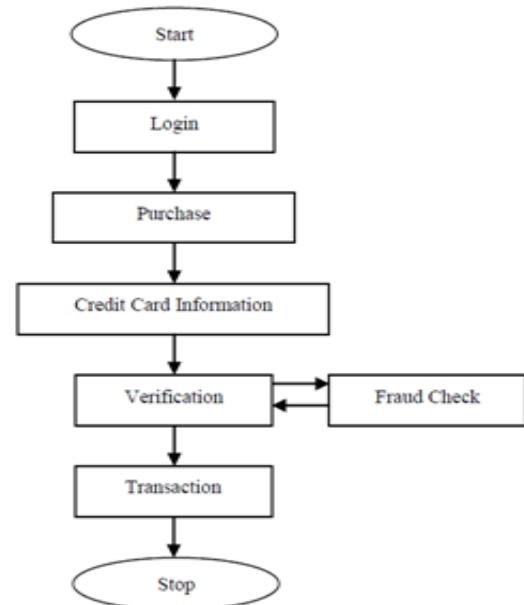 Start
Login
Purchase
Credit Card Information
Verification
Fraud Check
Transaction
Stop